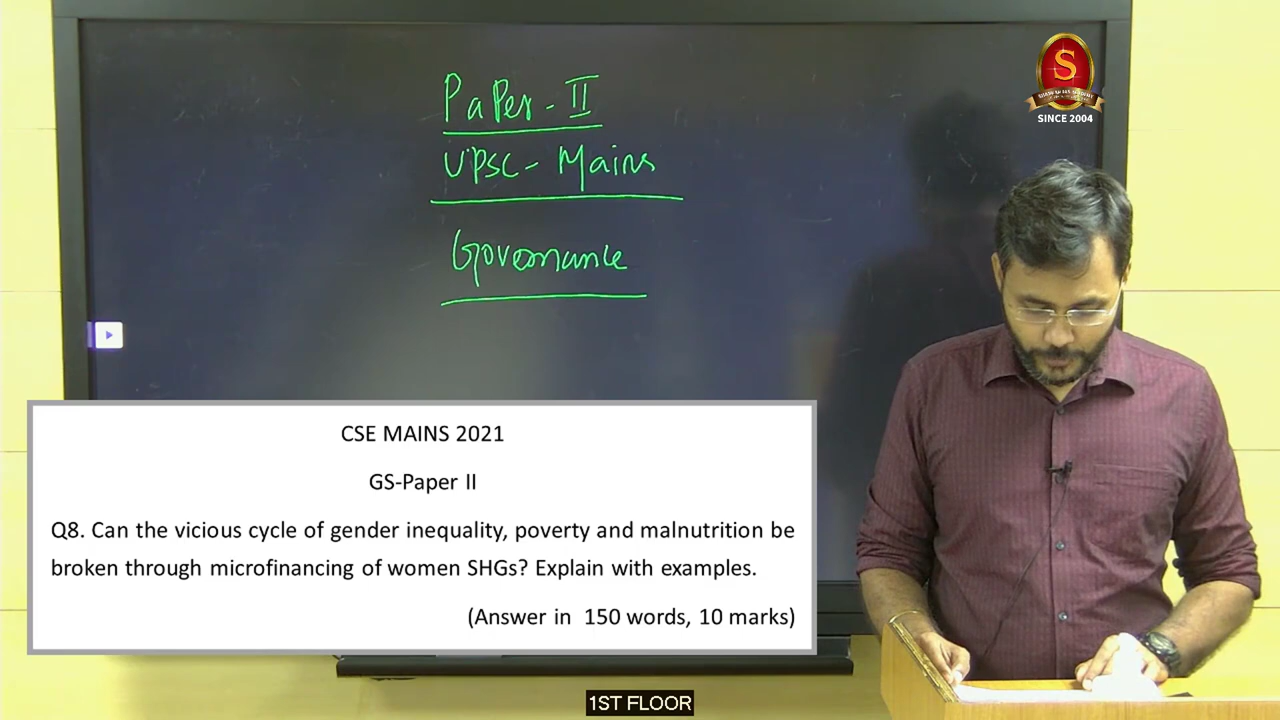 PaPer - II
UPSC - Mains
Governance
S
SINCE 2004
CSE MAINS 2021
GS-Paper II
Q8. Can the vicious cycle of gender inequality, poverty and malnutrition be
broken through microfinancing of women SHGs? Explain with examples.
(Answer in 150 words, 10 marks)
1ST FLOOR